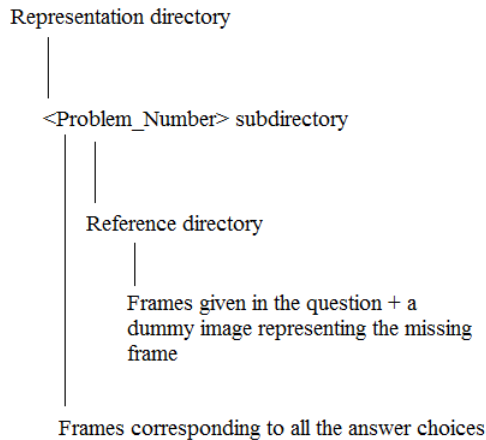 Representation directory
<Problem_Number> subdirectory
Reference directory
Frames given in the question + a
dummy image representing the missing
frame
Frames corresponding to all the answer choices